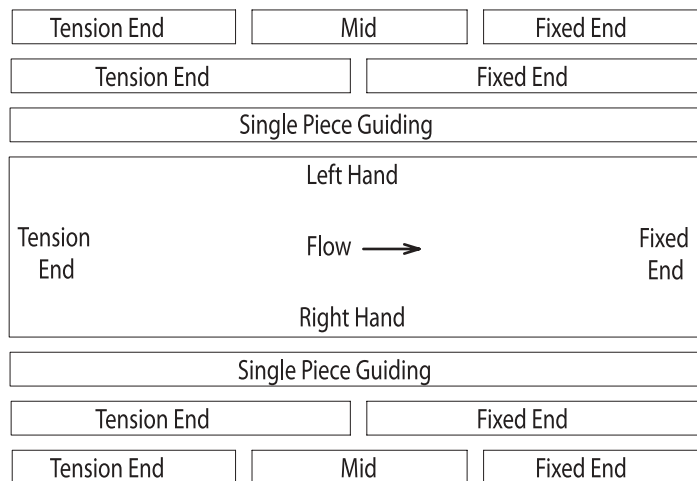 Tension End Mid Fixed End
Tension End Fixed End
Single Piece Guiding
Left Hand
Tension End Flow Fixed End
Right Hand
Single Piece Guiding
Tension End Fixed End
Tension End Mid Fixed End